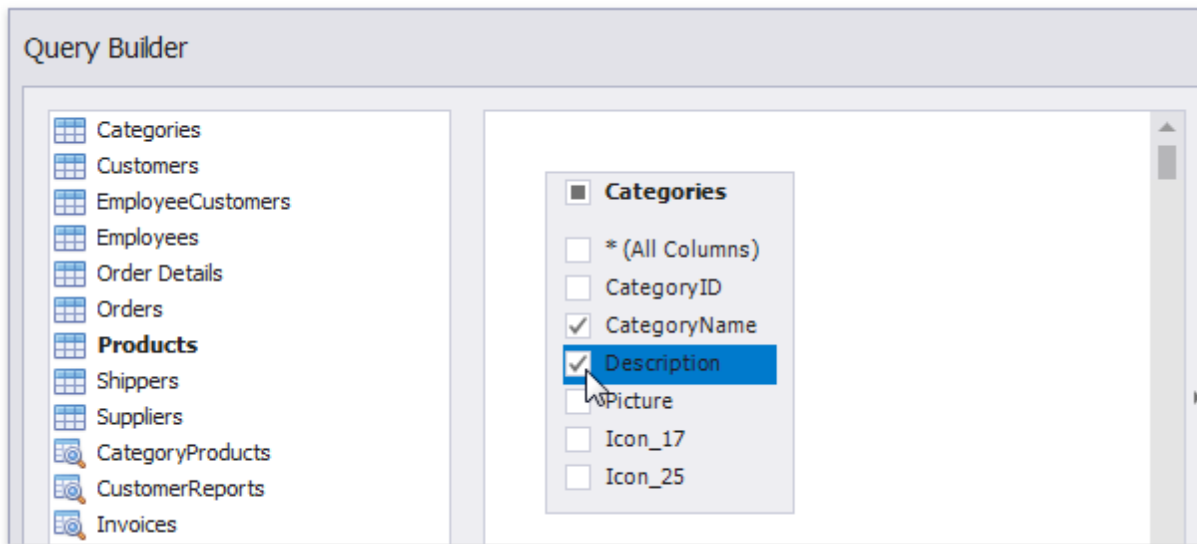 Query Builder
Categories
Customers
EmployeeCustomers
Employees
Order Details
Orders
Products
Shippers
Suppliers
CategoryProducts
CustomerReports
Invoices
Categories
* (All Columns)
CategoryID
CategoryName
Description
Picture
Icon_17
Icon_25